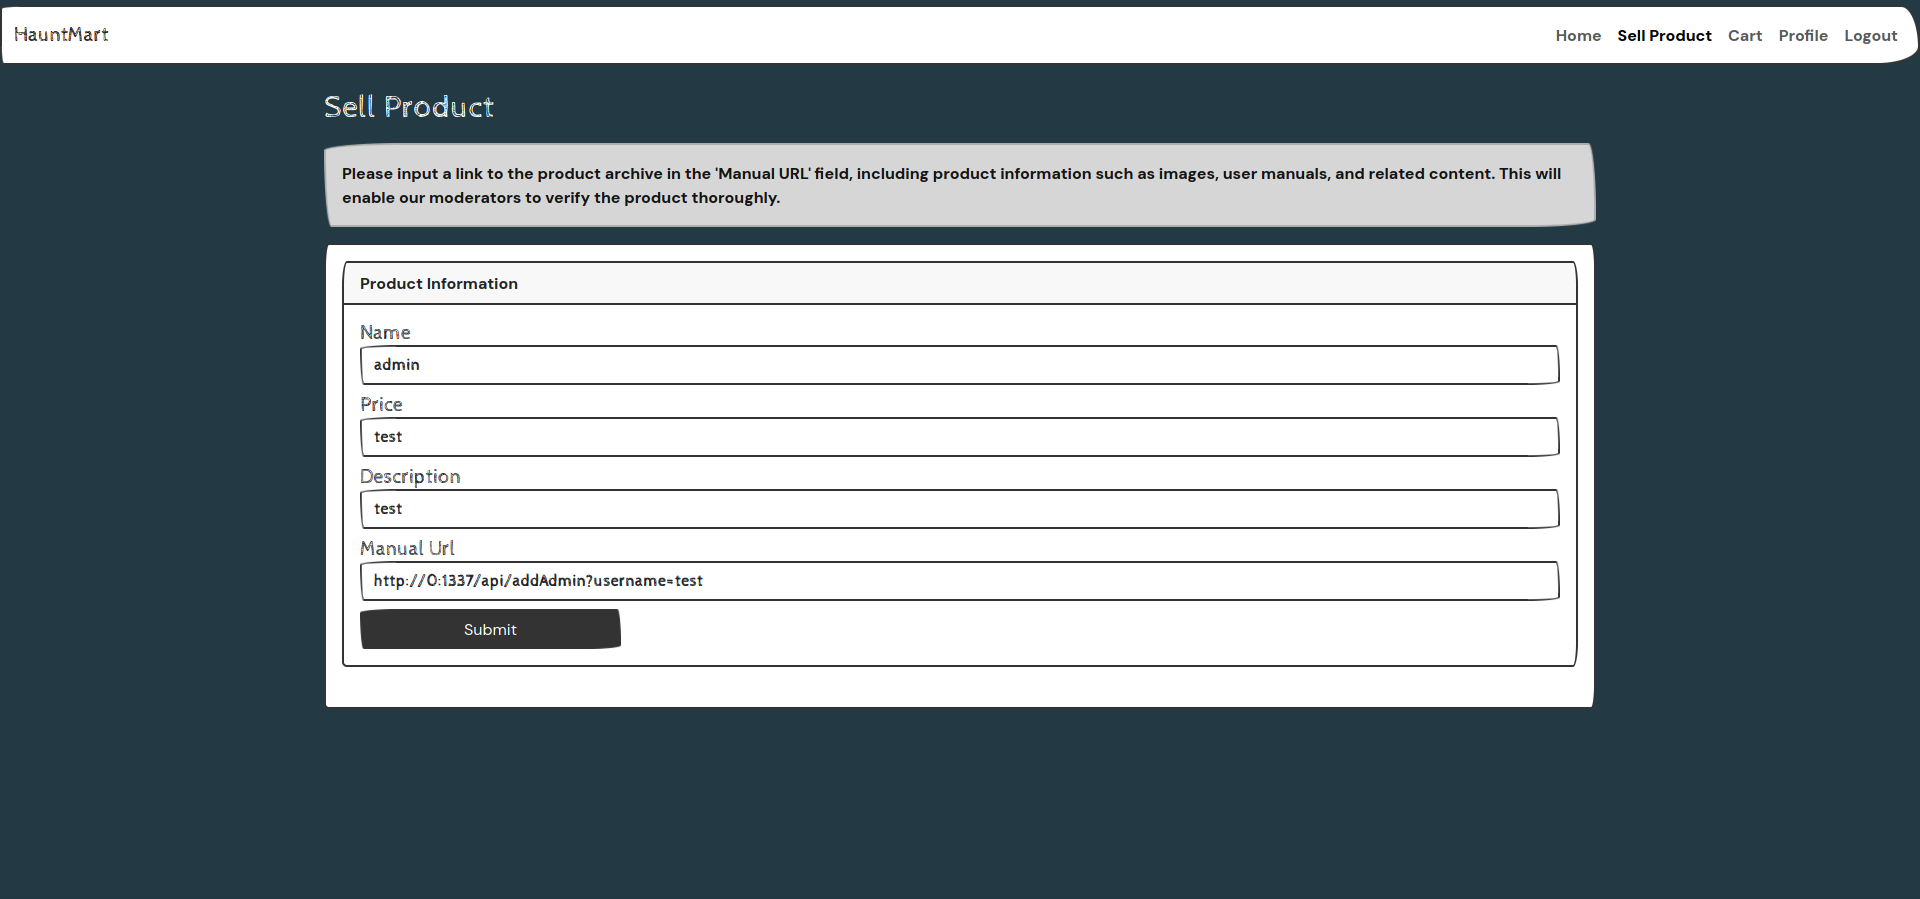 HauntMart
Home Sell Product Cart Profile Logout
Sell Product
Please input a link to the product archive in the 'Manual URL' field, including product information such as images, user manuals, and related content. This will
enable our moderators to verify the product thoroughly.
Product Information
Name
admin
Price
test
Description
test
Manual Url
http://0:1337/api/addAdmin?username=test
Submit